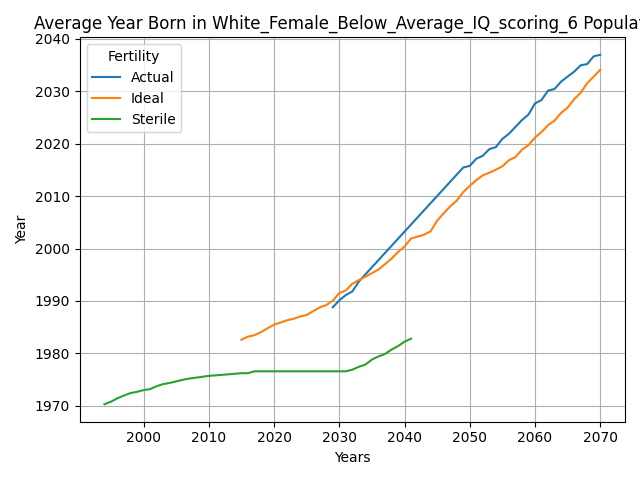 Average Year Born in White_Female_Below_Average_IQ_scoring_6 Popula
2040
2030
2020
2010
2000
1990
1980
1970
Year
Fertility
Actual
Ideal
Sterile
2000
2010
2020
2030
2040
2050
2060
2070
Years